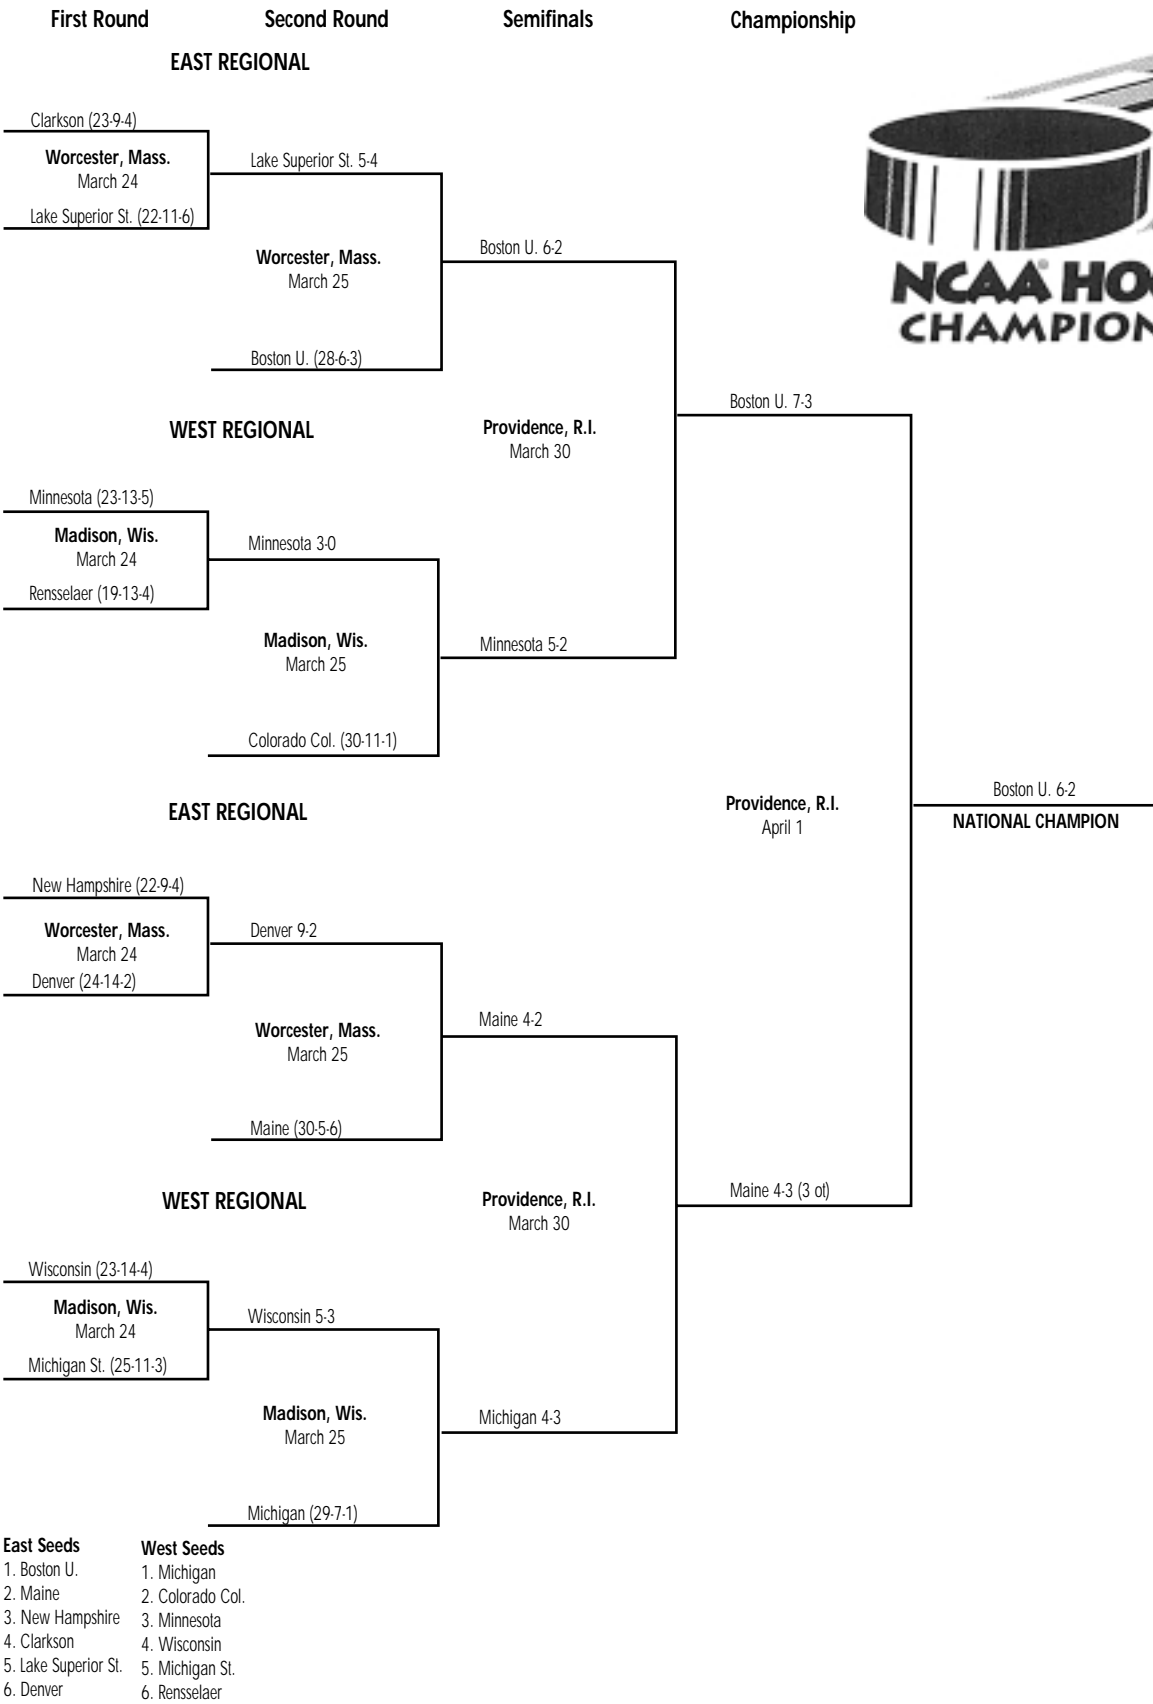 First Round Second Round Semifinals Championship
EAST REGIONAL
Clarkson (23-9-4)
Worcester, Mass.
March 24
Lake Superior St. (22-11-6)
Lake Superior St. 5-4
Worcester, Mass.
March 25
Boston U. (28-6-3)
Boston U. 6-2
NCAA® HO
CHAMPION
WEST REGIONAL
Minnesota (23-13-5)
Madison, Wis.
March 24
Rensselaer (19-13-4)
Minnesota 3-0
Madison, Wis.
March 25
Colorado Col. (30-11-1)
Minnesota 5-2
Providence, R.I.
March 30
Boston U. 7-3
EAST REGIONAL
New Hampshire (22-9-4)
Worcester, Mass.
March 24
Denver (24-14-2)
Denver 9-2
Worcester, Mass.
March 25
Maine (30-5-6)
Maine 4-2
WEST REGIONAL
Wisconsin (23-14-4)
Madison, Wis.
March 24
Michigan St. (25-11-3)
Wisconsin 5-3
Madison, Wis.
March 25
Michigan (29-7-1)
Michigan 4-3
Providence, R.I.
March 30
Maine 4-3 (3 ot)
Providence, R.I.
April 1
Boston U. 6-2
NATIONAL CHAMPION
East Seeds
1. Boston U.
2. Maine
3. New Hampshire
4. Clarkson
5. Lake Superior St.
6. Denver
West Seeds
1. Michigan
2. Colorado Col.
3. Minnesota
4. Wisconsin
5. Michigan St.
6. Rensselaer